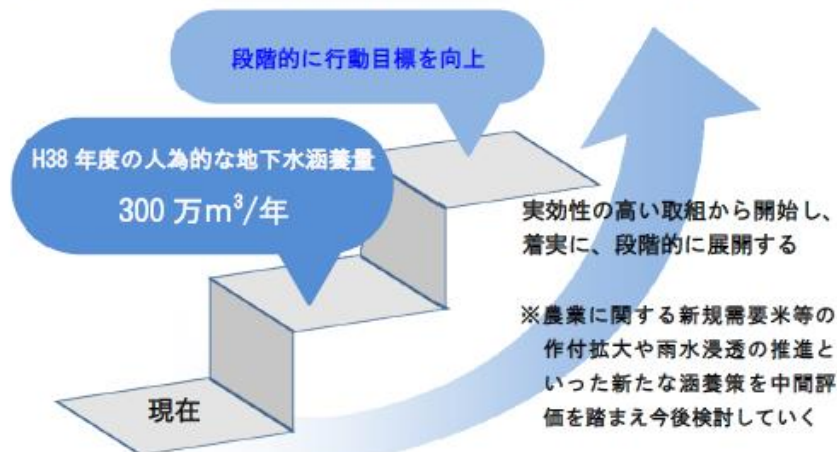 段階的に行動目標を向上
H38 年度の人為的な地下水涵養量
300 万m³/年
実効性の高い取組から開始し、
着実に、段階的に展開する
※農業に関する新規需要米等の
作付拡大や雨水浸透の推進と
いった新たな涵養策を中間評
価を踏まえ今後検討していく
現在